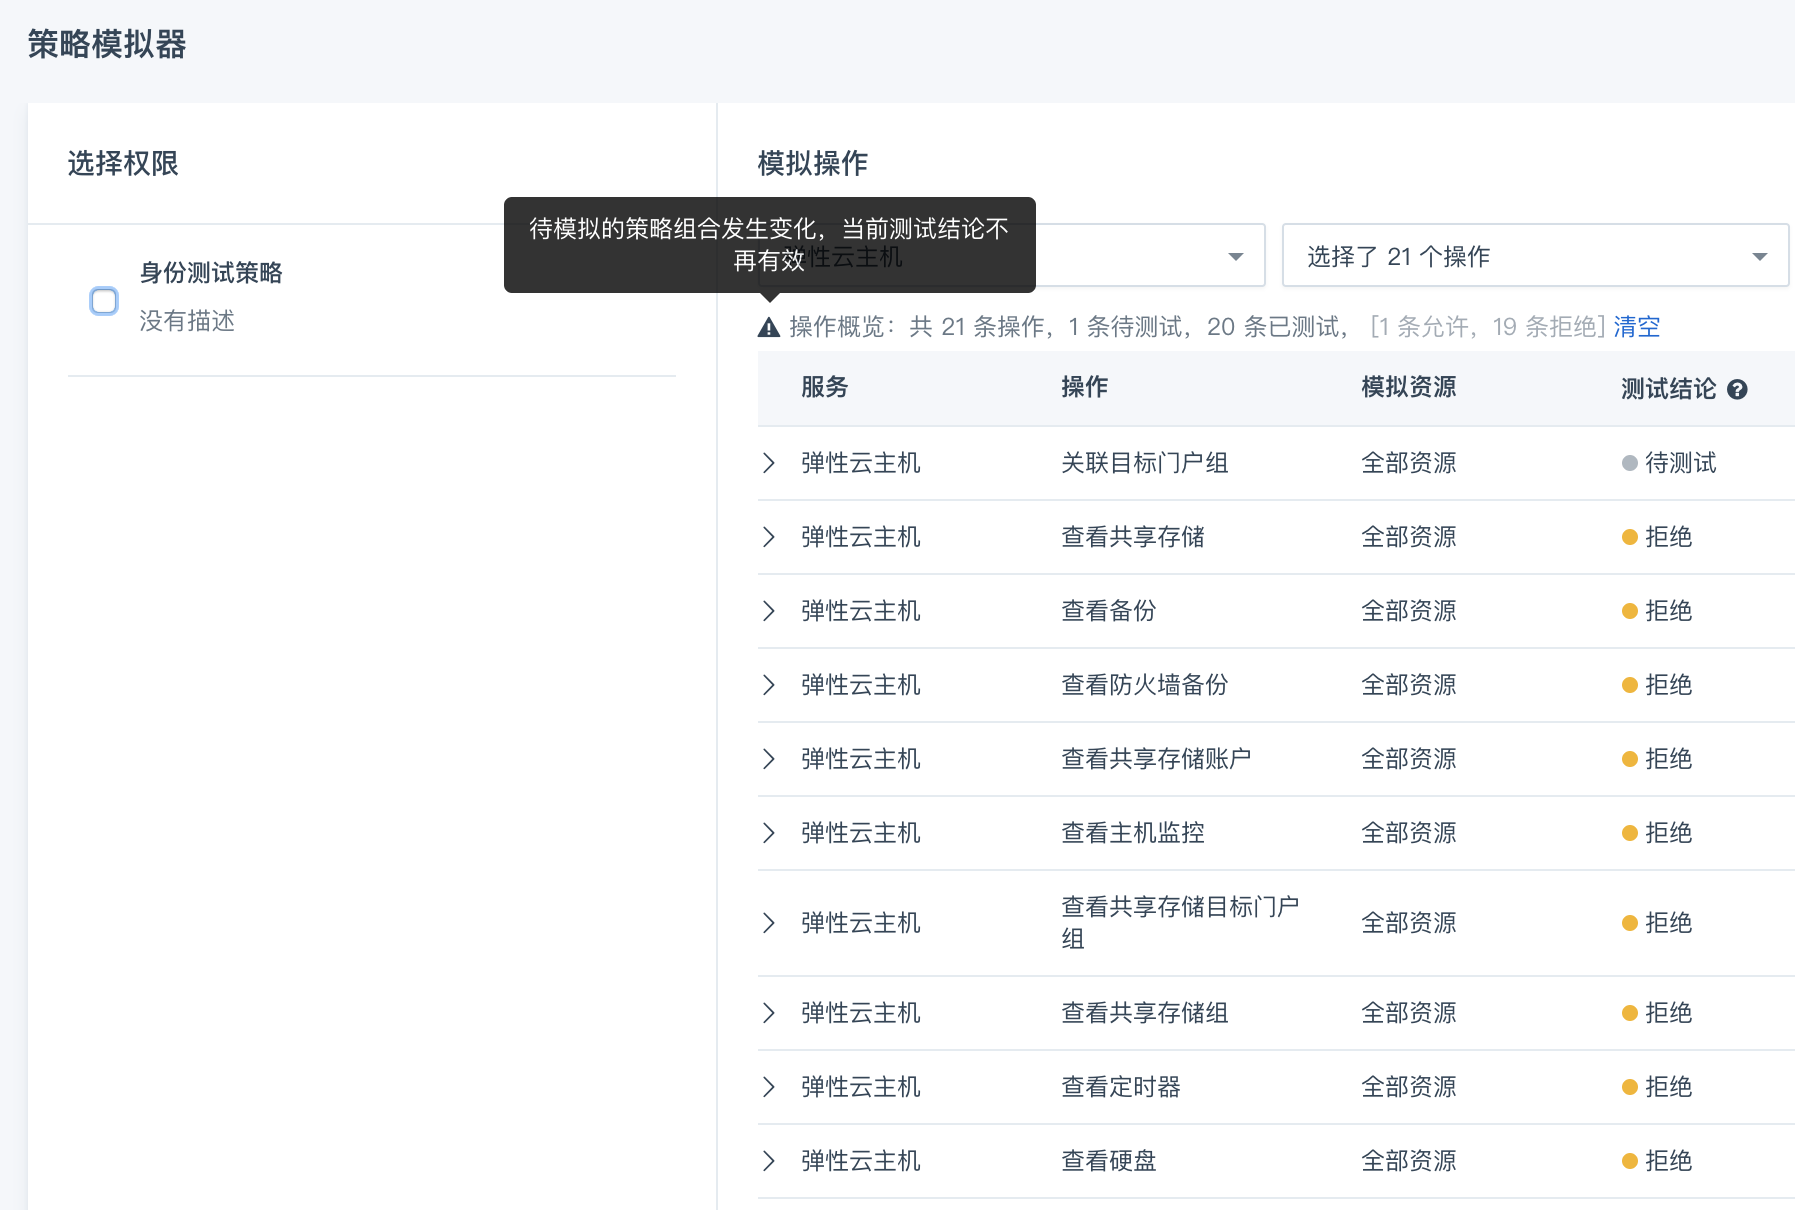 策略模拟器
选择权限
身份测试策略
没有描述
模拟操作
待模拟的策略组合发生变化，当前测试结论不
再有效
弹性云主机
选择了 21 个操作
操作概览：共 21 条操作，1 条待测试，20 条已测试， [1 条允许，19 条拒绝] 清空
服务 操作 模拟资源 测试结论
弹性云主机 关联目标门户组 全部资源 待测试
弹性云主机 查看共享存储 全部资源 拒绝
弹性云主机 查看备份 全部资源 拒绝
弹性云主机 查看防火墙备份 全部资源 拒绝
弹性云主机 查看共享存储账户 全部资源 拒绝
弹性云主机 查看主机监控 全部资源 拒绝
弹性云主机 查看共享存储目标门户
组 全部资源 拒绝
弹性云主机 查看共享存储组 全部资源 拒绝
弹性云主机 查看定时器 全部资源 拒绝
弹性云主机 查看硬盘 全部资源 拒绝